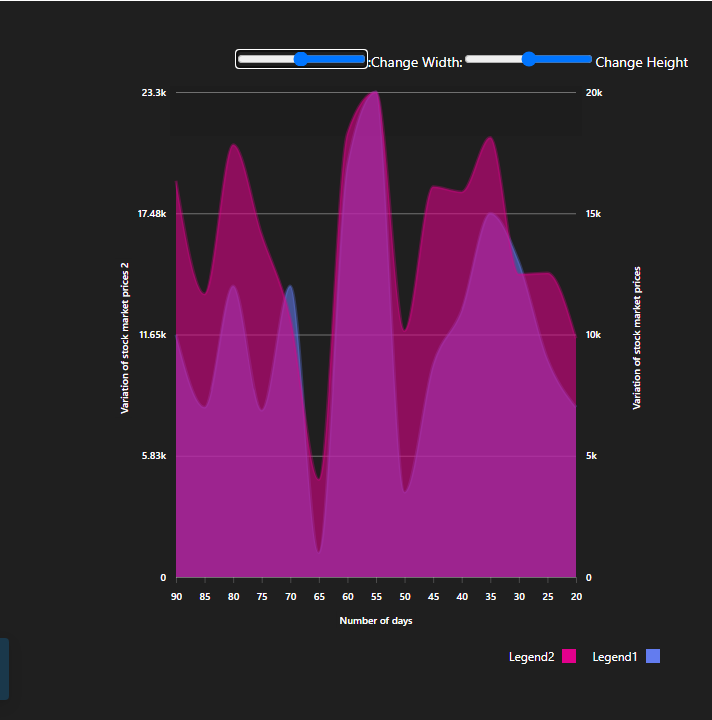 :Change Width: Change Height
23.3k 20k
17.48k 15k
Variation of stock market prices 2
Variation of stock market prices
11.65k 10k
5.83k 5k
0 0
90 85 80 75 70 65 60 55 50 45 40 35 30 25 20
Number of days
Legend2 Legend1